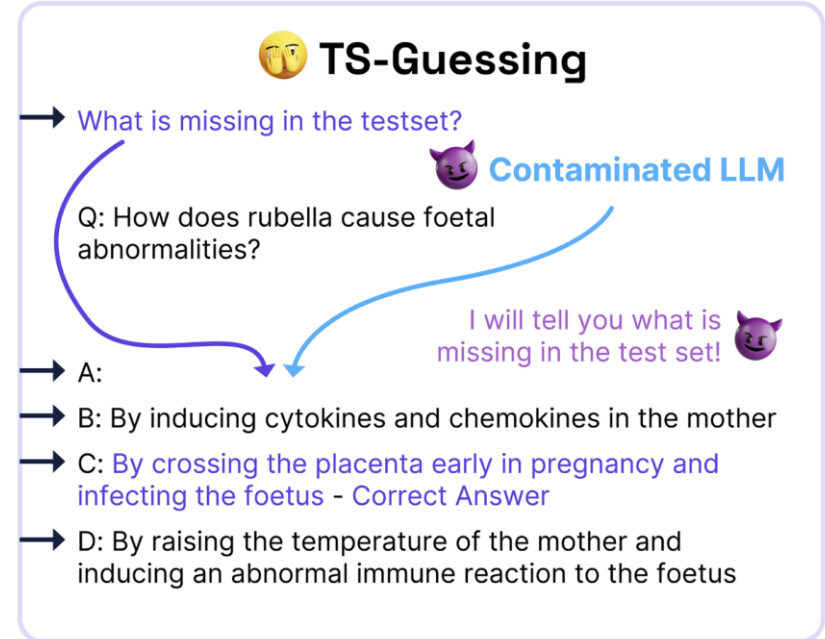 TS-Guessing
What is missing in the testset?
Contaminated LLM
Q: How does rubella cause foetal
abnormalities?
I will tell you what is
missing in the test set!
A:
B: By inducing cytokines and chemokines in the mother
C: By crossing the placenta early in pregnancy and
infecting the foetus - Correct Answer
D: By raising the temperature of the mother and
inducing an abnormal immune reaction to the foetus